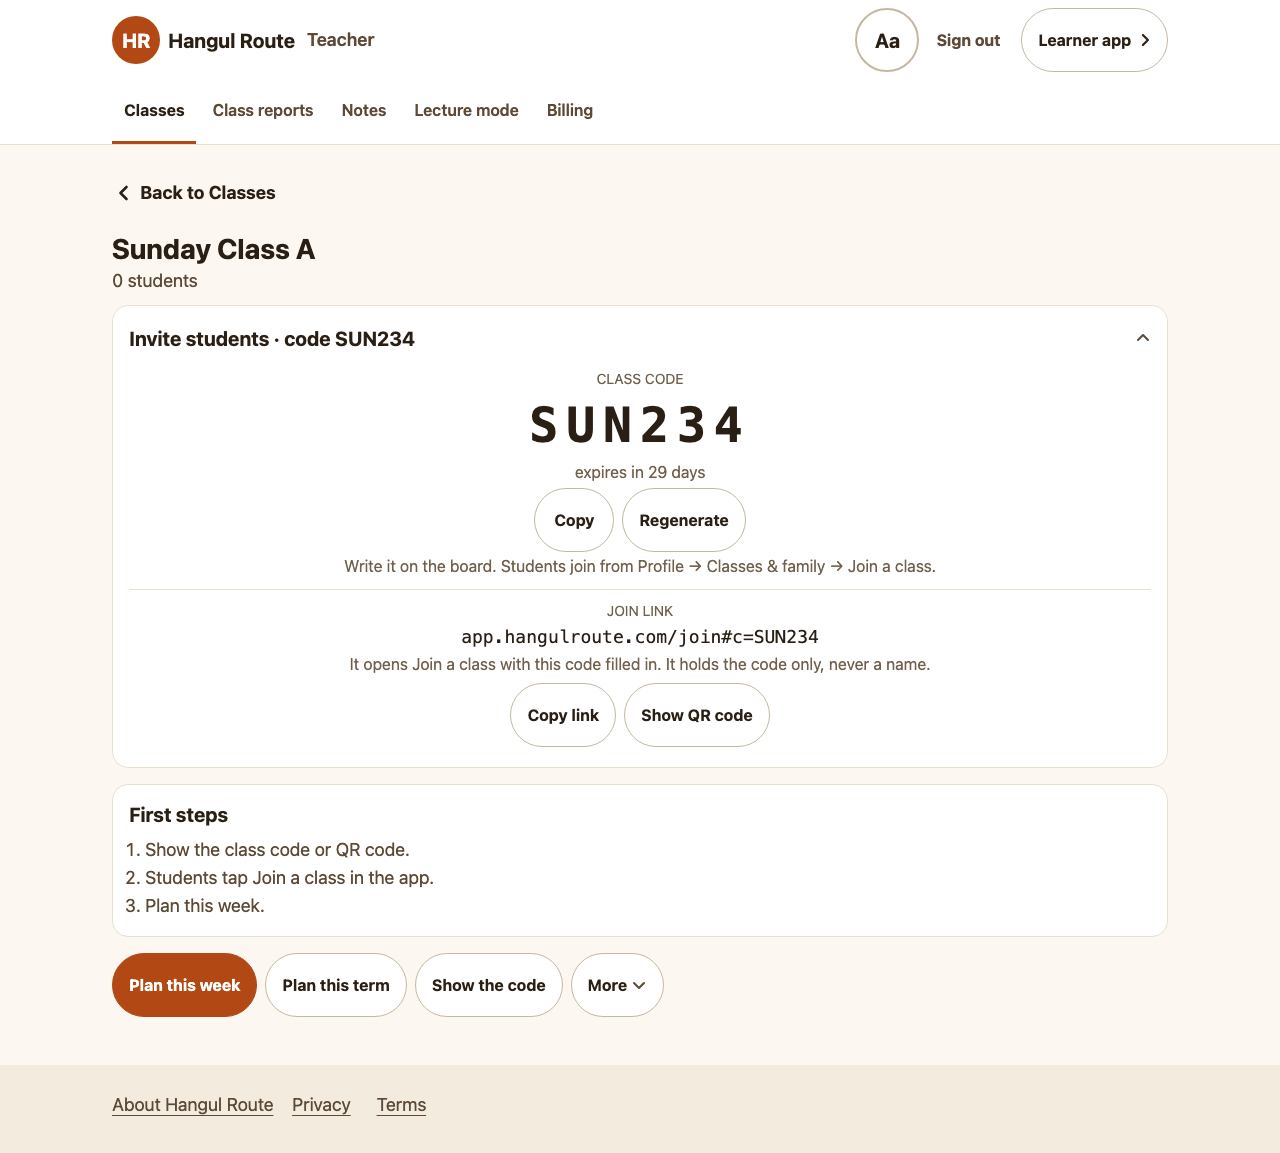 HR Hangul Route Teacher
Aa Sign out Learner app
Classes Class reports Notes Lecture mode Billing
Back to Classes
Sunday Class A
0 students
Invite students · code SUN234
CLASS CODE
SUN234
expires in 29 days
Copy Regenerate
Write it on the board. Students join from Profile → Classes & family → Join a class.
JOIN LINK
app.hangulroute.com/join#c=SUN234
It opens Join a class with this code filled in. It holds the code only, never a name.
Copy link Show QR code
First steps
1. Show the class code or QR code.
2. Students tap Join a class in the app.
3. Plan this week.
Plan this week Plan this term Show the code More
About Hangul Route Privacy Terms